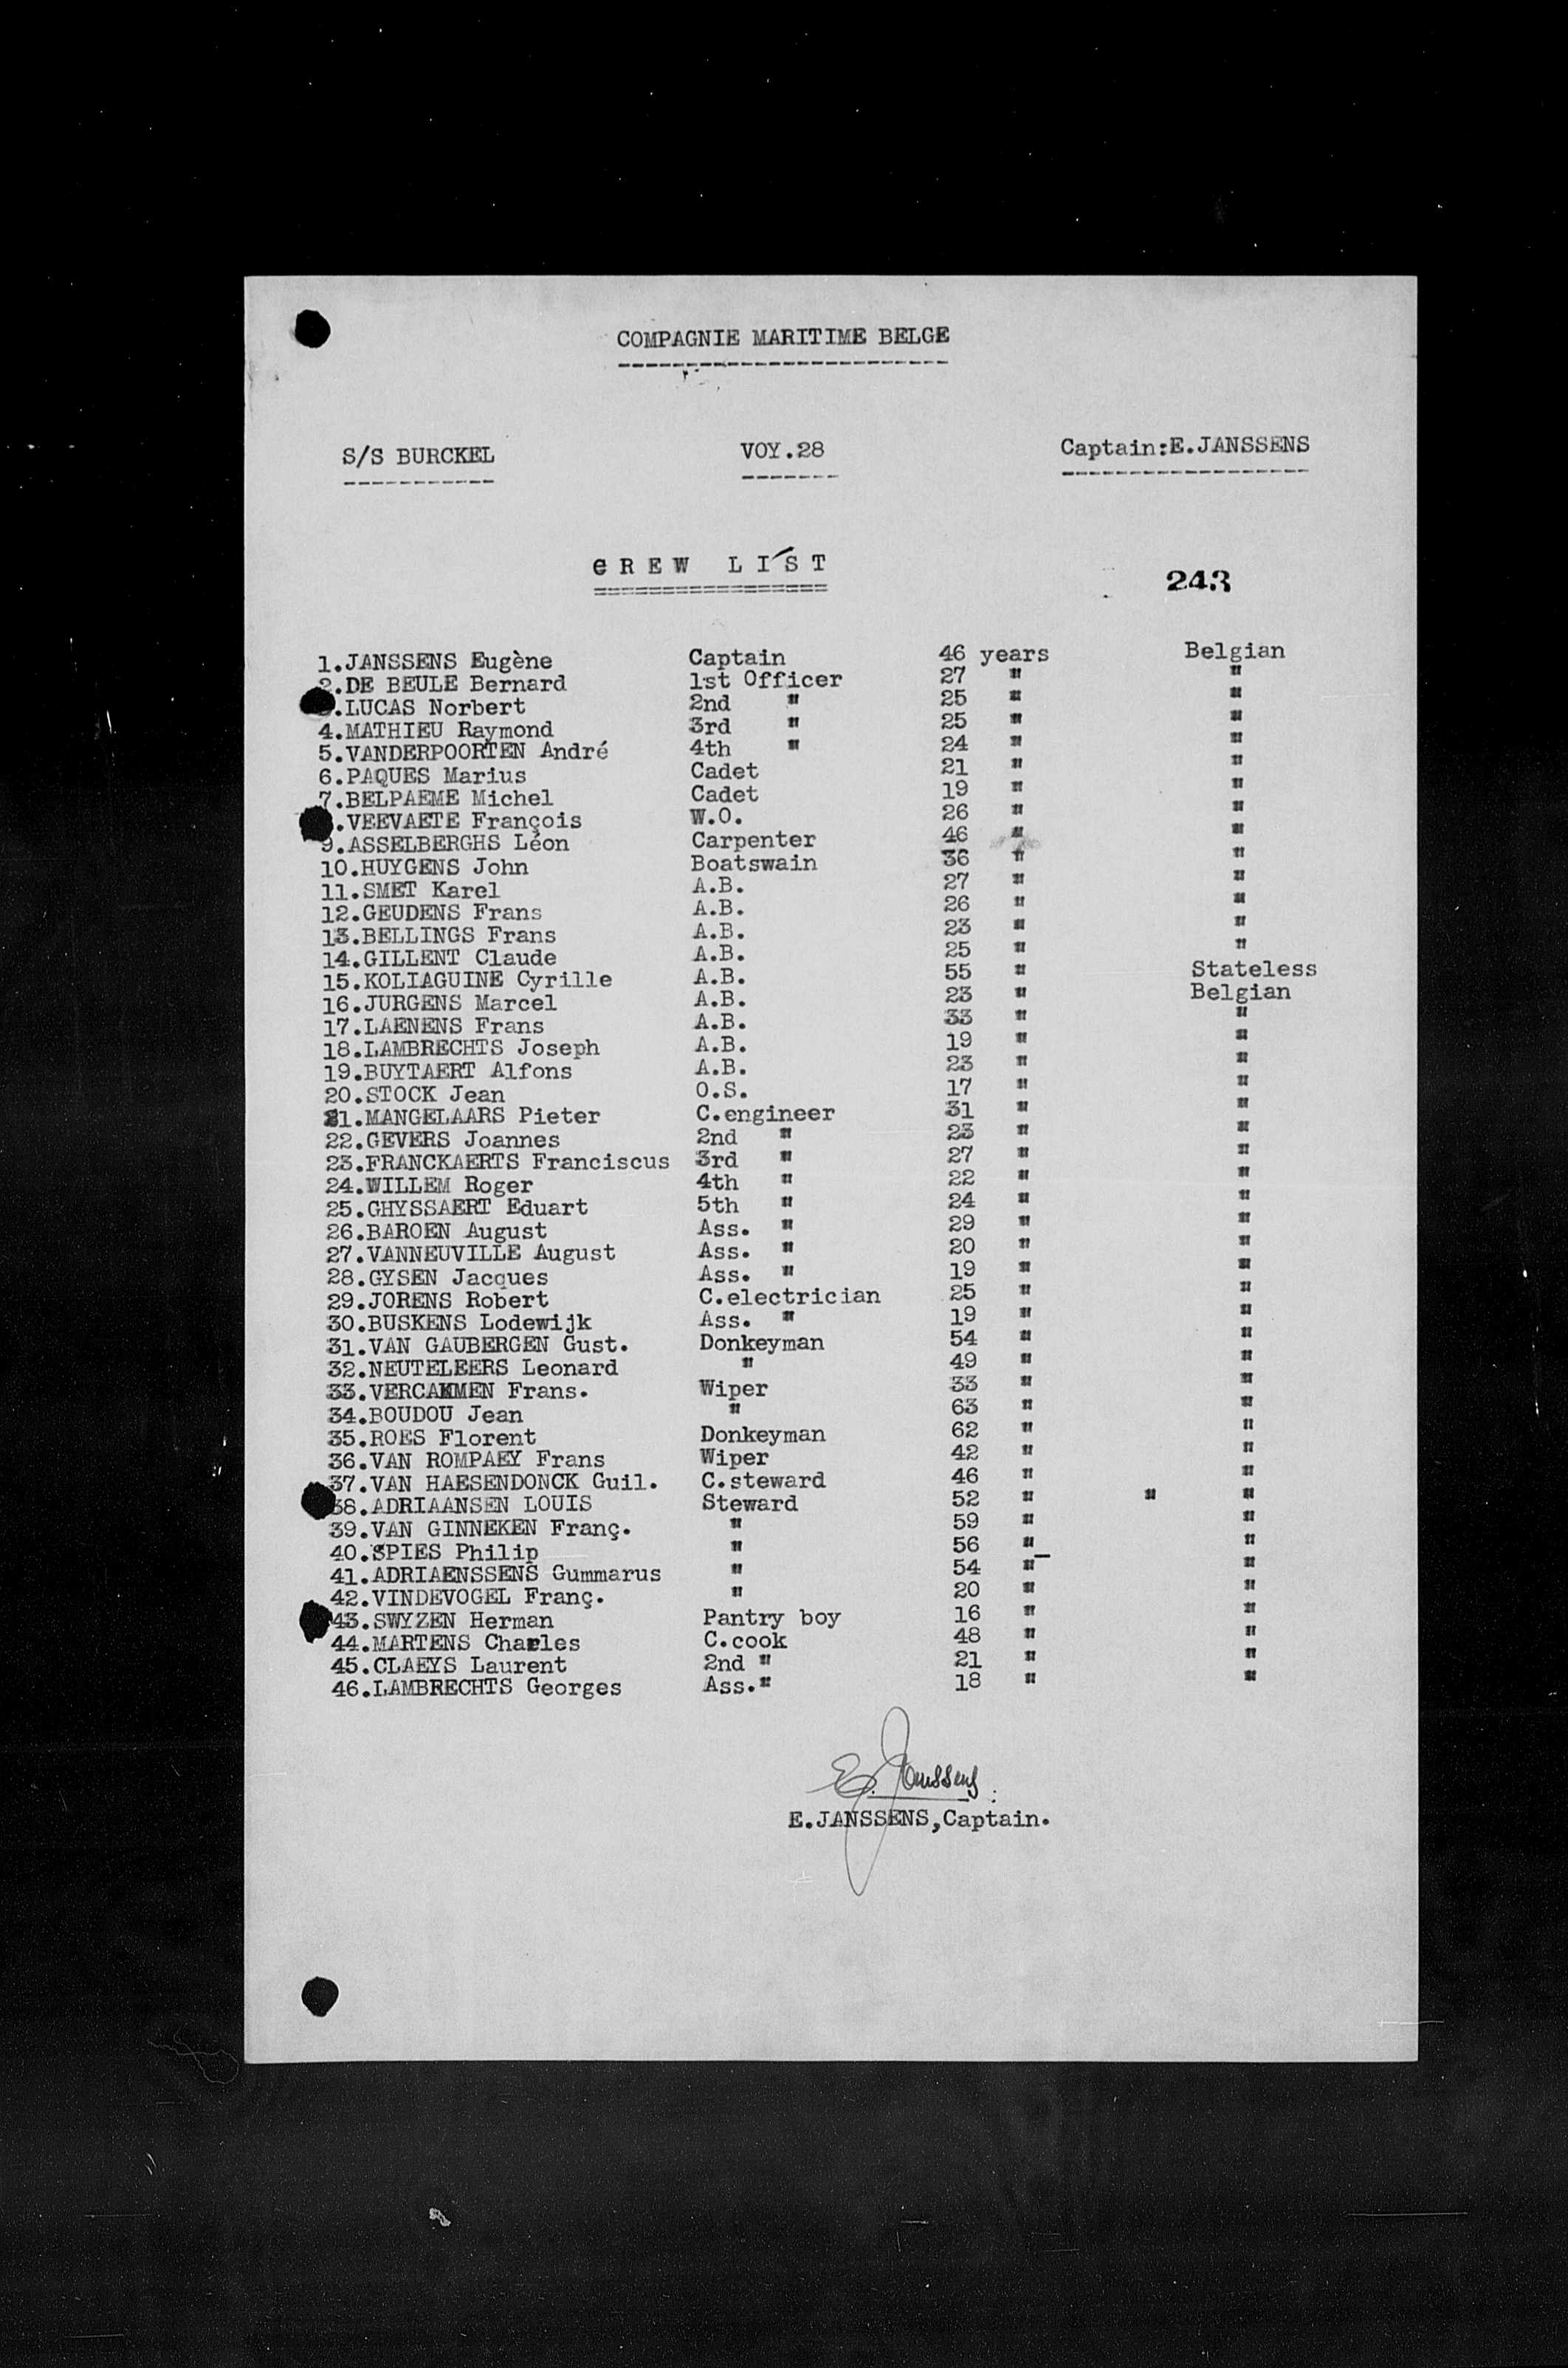 COMPAGNIE MARITIME BELGE
S/S BURCKEL VOY.28 Captain:E.JANSSENS
CREW LIST
243
1.JANSSENS Eugène Captain 46 years Belgian
2.DE BEULE Bernard 1st Officer 27 " "
.LUCAS Norbert 2nd " 25 " "
4.MATHIEU Raymond 3rd " 25 " "
5.VANDERPOORTEN André 4th " 24 " "
6.PAQUES Marius Cadet 21 " "
7.BELPAEME Michel Cadet 19 " "
.VEEVAETE François W.O. 26 " "
9.ASSELBERGHS Léon Carpenter 46 " "
10.HUYGENS John Boatswain 36 " "
11.SMET Karel A.B. 27 " "
12.GEUDENS Frans A.B. 26 " "
13.BELLINGS Frans A.B. 23 " "
14.GILLENT Claude A.B. 25 " "
15.KOLIAGUINE Cyrille A.B. 55 " Stateless
16.JURGENS Marcel A.B. 23 " Belgian
17.LAENENS Frans A.B. 33 " "
18.LAMBRECHTS Joseph A.B. 19 " "
19.BUYTAERT Alfons A.B. 23 " "
20.STOCK Jean O.S. 17 " "
21.MANGELAARS Pieter C.engineer 31 " "
22.GEVERS Joannes 2nd " 23 " "
23.FRANCKAERTS Franciscus 3rd " 27 " "
24.WILLEM Roger 4th " 22 " "
25.GHYSSAERT Eduart 5th " 24 " "
26.BAROEN August Ass. " 29 " "
27.VANNEUVILLE August Ass. " 20 " "
28.GYSEN Jacques Ass. " 19 " "
29.JORENS Robert C.electrician 25 " "
30.BUSKENS Lodewijk Ass. " 19 " "
31.VAN GAUBERGEN Gust. Donkeyman 54 " "
32.NEUTELEERS Leonard " 49 " "
33.VERCAMMEN Frans. Wiper 33 " "
34.BOUDOU Jean " 63 " "
35.ROES Florent Donkeyman 62 " "
36.VAN ROMPAEY Frans Wiper 42 " "
37.VAN HAESENDONCK Guil. C.steward 46 " "
38.ADRIAANSEN LOUIS Steward 52 " " "
39.VAN GINNEKEN Franç. " 59 " "
40.SPIES Philip " 56 " "
41.ADRIAENSSENS Gummarus " 54 " "
42.VINDEVOGEL Franç. " 20 " "
43.SWYZEN Herman Pantry boy 16 " "
44.MARTENS Charles C.cook 48 " "
45.CLAEYS Laurent 2nd " 21 " "
46.LAMBRECHTS Georges Ass." 18 " "
E. Janssens
E.JANSSENS,Captain.